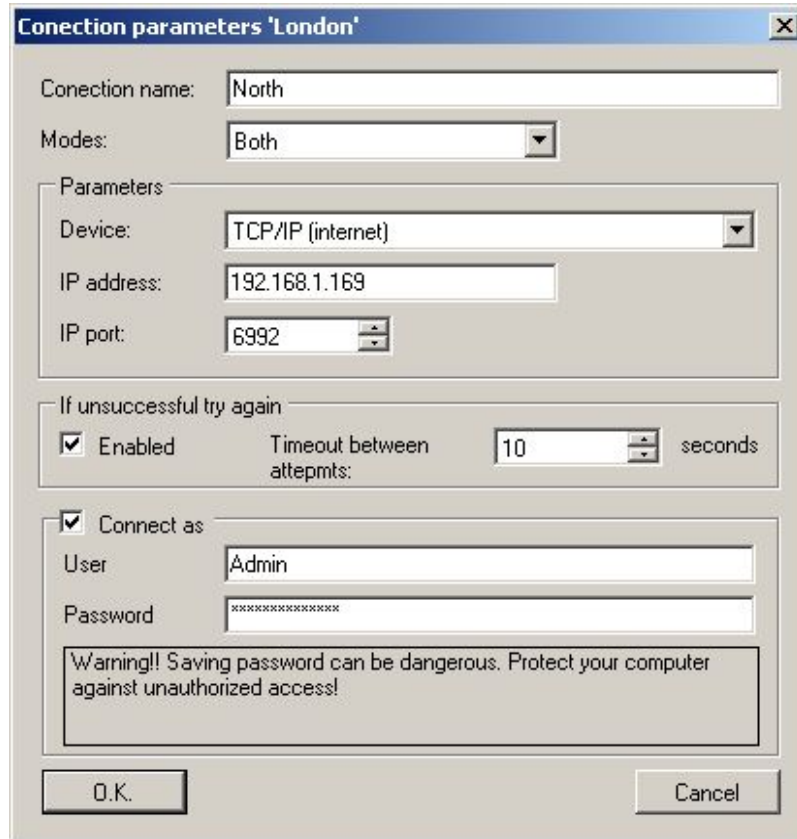 Conection parameters 'London'
Conection name: North
Modes: Both
Parameters
Device: TCP/IP (internet)
IP address: 192.168.1.169
IP port: 6992
If unsuccessful try again
Enabled Timeout between 10 seconds
attepmts:
Connect as
User Admin
Password **************
Warning!! Saving password can be dangerous. Protect your computer
against unauthorized access!
O.K. Cancel